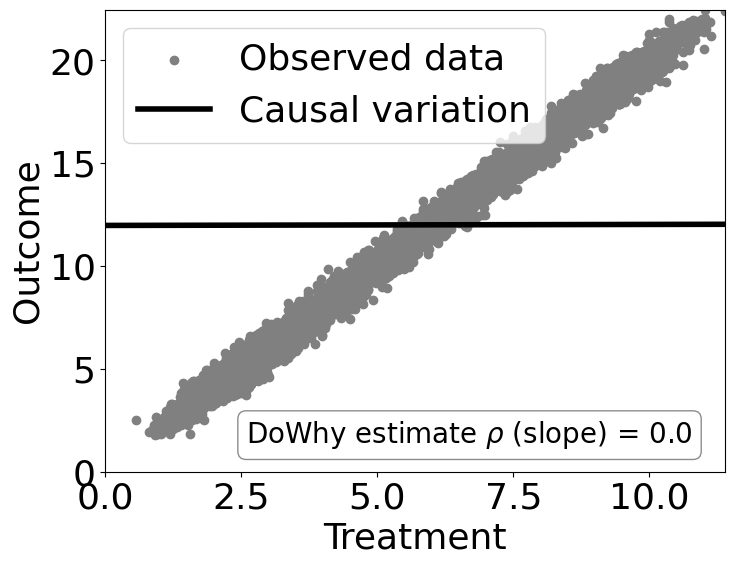 Observed data
Causal variation
20
15
10
5
0
Outcome
DoWhy estimate ρ (slope) = 0.0
0.0 2.5 5.0 7.5 10.0
Treatment